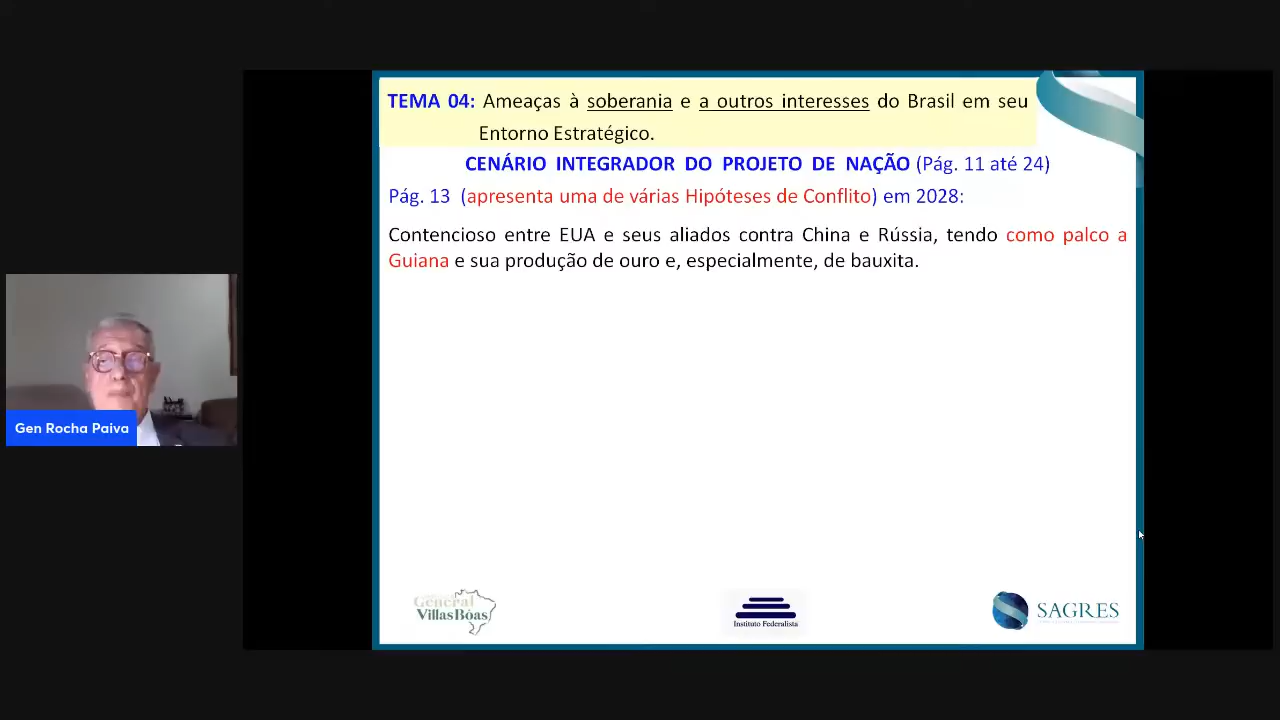 TEMA 04: Ameaças à soberania e a outros interesses do Brasil em seu
Entorno Estratégico.
CENÁRIO INTEGRADOR DO PROJETO DE NAÇÃO (Pág. 11 até 24)
Pág. 13 (apresenta uma de várias Hipóteses de Conflito) em 2028:
Contencioso entre EUA e seus aliados contra China e Rússia, tendo como palco a
Guiana e sua produção de ouro e, especialmente, de bauxita.
Gen Rocha Paiva
General
Villas Bôas
Instituto Federalista
SAGRES